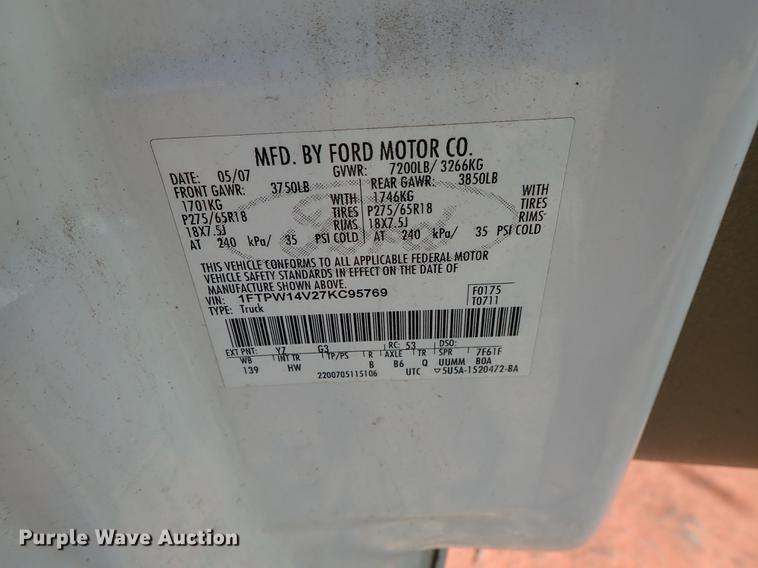 MFD. BY FORD MOTOR CO.
DATE: 05/07 GVWR: 7200LB/ 3266KG
FRONT GAWR: 3750LB REAR GAWR: 3850LB
1701KG WITH 1746KG WITH
P275/65R18 TIRES P275/65R18 TIRES
18X7.5J RIMS 18X7.5J RIMS
AT 240 kPa/ 35 PSI COLD AT 240 kPa/ 35 PSI COLD
THIS VEHICLE CONFORMS TO ALL APPLICABLE FEDERAL MOTOR
VEHICLE SAFETY STANDARDS IN EFFECT ON THE DATE OF
MANUFACTURE SHOWN ABOVE.
VIN: 1FTPW14V27KC95769 F0175
TYPE: Truck T0711
EXT PNT: YZ G3 RC: 53 DSO:
WB INT TR TP/PS R AXLE TR SPR 7F61F
139 HW B B6 Q UUMM B0A
2200705115106 UTC ▽5U5A-1520472-BA
Purple Wave Auction